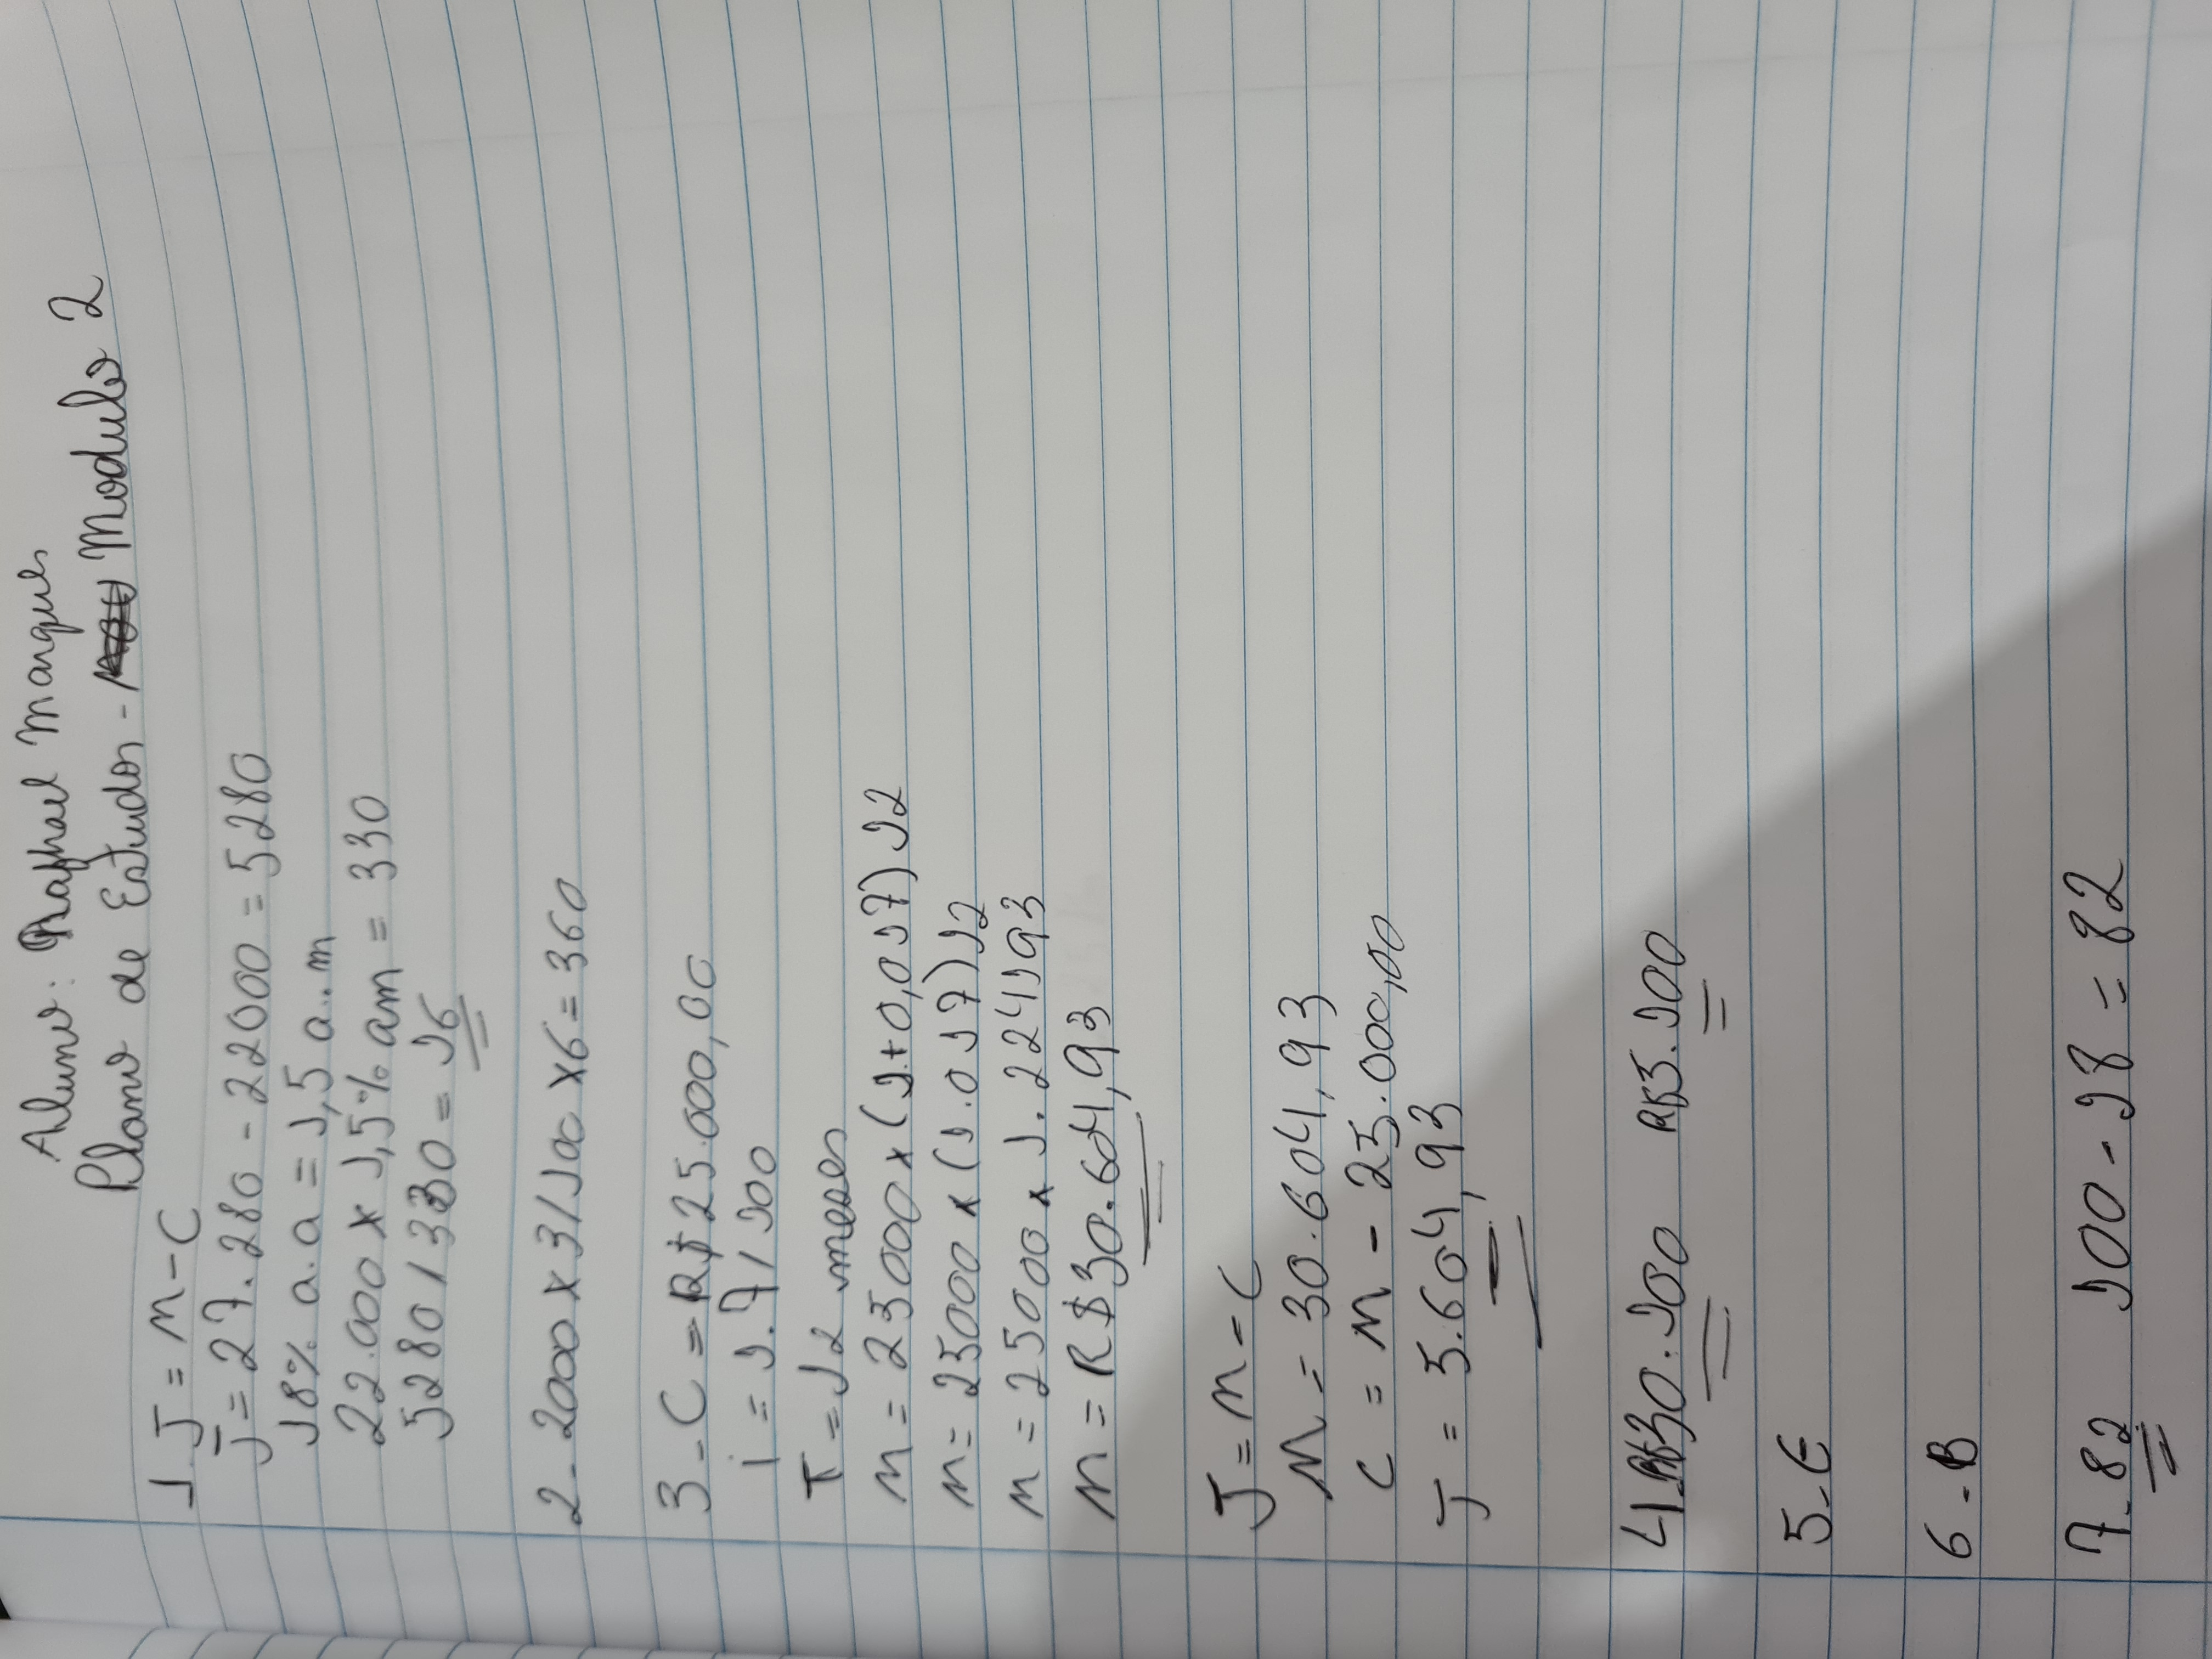 Aluno: Raphael Marques
Plano de Estudos - Modulo 2
1. J = M - C
J = 27.280 - 22000 = 5280
18% a.a = 1,5 a.m
22.000 x 1,5% am = 330
5280 / 330 = 16
2 - 2000 x 3/100 x 6 = 360
3 - C = R$25.000,00
i = 1.7/100
T = 12 meses
M = 25000 x (1+0,017) 12
M = 25000 x (1.017) 12
M = 25000 x 1.224193
M = R$30.604,93
J = M - C
M = 30.604,93
C = M - 25.000,00
J = 5.604,93
4. R$30.100 R$5.100
5 - E
6 - B
7 - 82 100 - 18 = 82